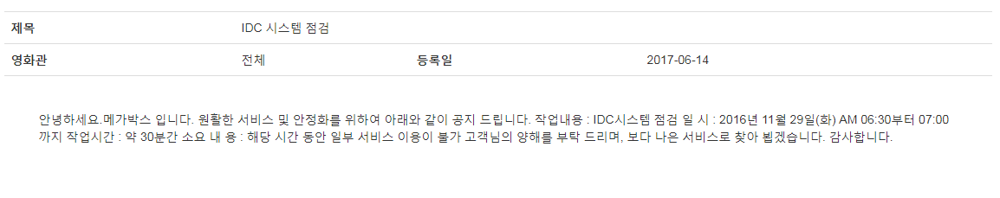 제목 IDC 시스템 점검
영화관 전체 등록일 2017-06-14
안녕하세요.메가박스 입니다. 원활한 서비스 및 안정화를 위하여 아래와 같이 공지 드립니다. 작업내용 : IDC시스템 점검 일 시 : 2016년 11월 29일(화) AM 06:30부터 07:00
까지 작업시간 : 약 30분간 소요 내 용 : 해당 시간 동안 일부 서비스 이용이 불가 고객님의 양해를 부탁 드리며, 보다 나은 서비스로 찾아 뵙겠습니다. 감사합니다.